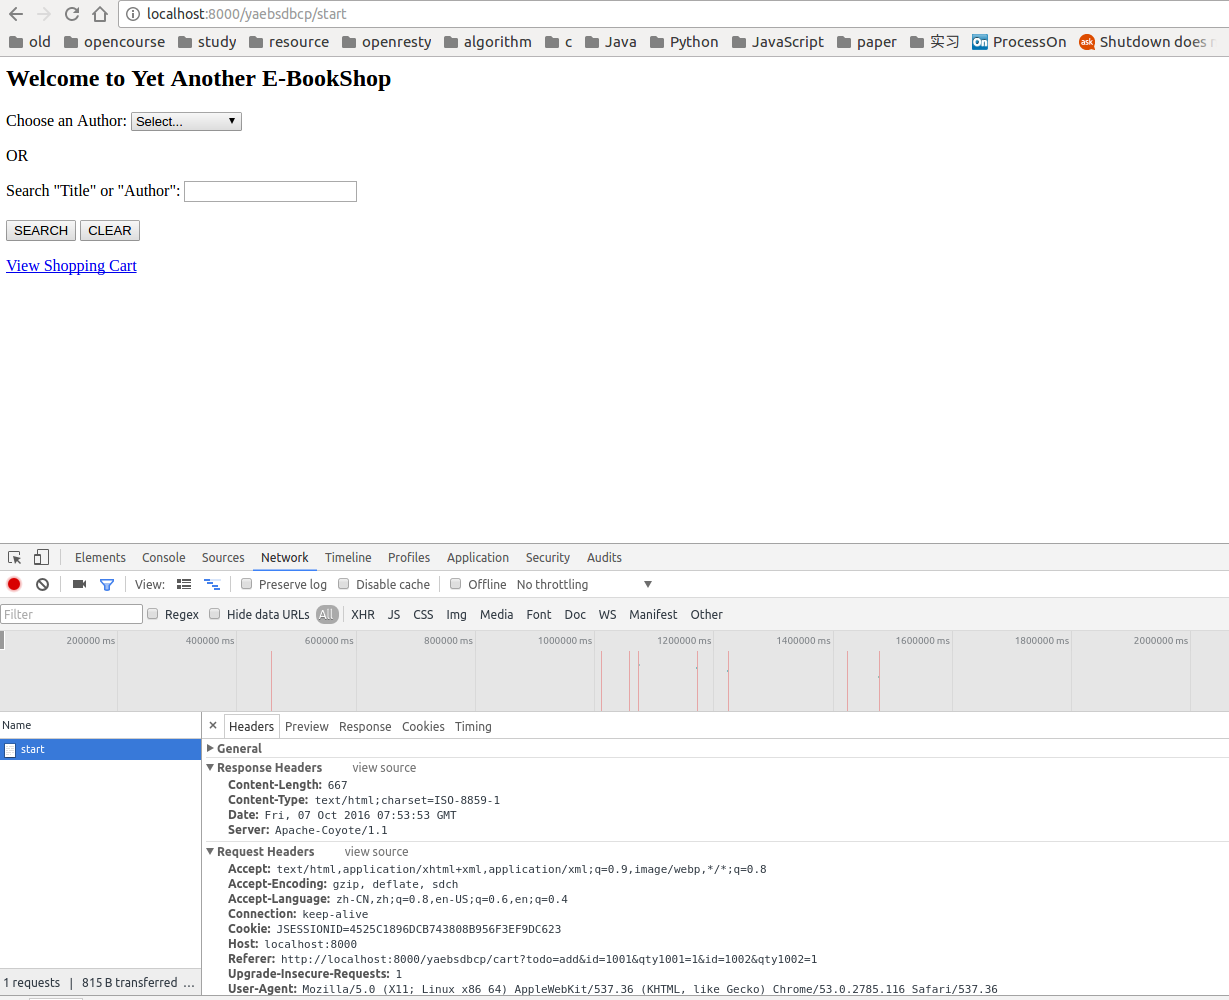 localhost:8000/yaebsdbcp/start
old opencourse study resource openresty algorithm c Java Python JavaScript paper 实习 On ProcessOn ask Shutdown does
Welcome to Yet Another E-BookShop
Choose an Author: Select...
OR
Search "Title" or "Author":
SEARCH CLEAR
View Shopping Cart
Elements Console Sources Network Timeline Profiles Application Security Audits
View: Preserve log Disable cache Offline No throttling
Filter Regex Hide data URLs All XHR JS CSS Img Media Font Doc WS Manifest Other
200000 ms 400000 ms 600000 ms 800000 ms 1000000 ms 1200000 ms 1400000 ms 1600000 ms 1800000 ms 2000000 ms
Name × Headers Preview Response Cookies Timing
start
General
Response Headers view source
Content-Length: 667
Content-Type: text/html;charset=ISO-8859-1
Date: Fri, 07 Oct 2016 07:53:53 GMT
Server: Apache-Coyote/1.1
Request Headers view source
Accept: text/html,application/xhtml+xml,application/xml;q=0.9,image/webp,*/*;q=0.8
Accept-Encoding: gzip, deflate, sdch
Accept-Language: zh-CN,zh;q=0.8,en-US;q=0.6,en;q=0.4
Connection: keep-alive
Cookie: JSESSIONID=4525C1896DCB743808B956F3EF9DC623
Host: localhost:8000
Referer: http://localhost:8000/yaebsdbcp/cart?todo=add&id=1001&qty1001=1&id=1002&qty1002=1
Upgrade-Insecure-Requests: 1
User-Agent: Mozilla/5.0 (X11; Linux x86_64) AppleWebKit/537.36 (KHTML, like Gecko) Chrome/53.0.2785.116 Safari/537.36
1 requests | 815 B transferred ...